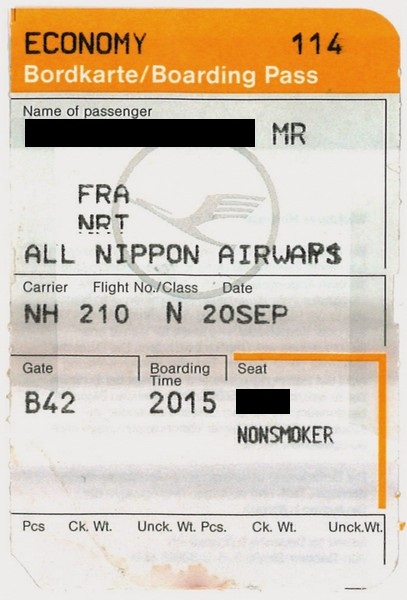 ECONOMY 114
Bordkarte/Boarding Pass
Name of passenger
MR
FRA
NRT
ALL NIPPON AIRWAYS
Carrier Flight No./Class Date
NH 210 N 20SEP
Gate Boarding Time Seat
B42 2015
NONSMOKER
Pcs Ck. Wt. Unck. Wt. Pcs. Ck. Wt. Unck.Wt.